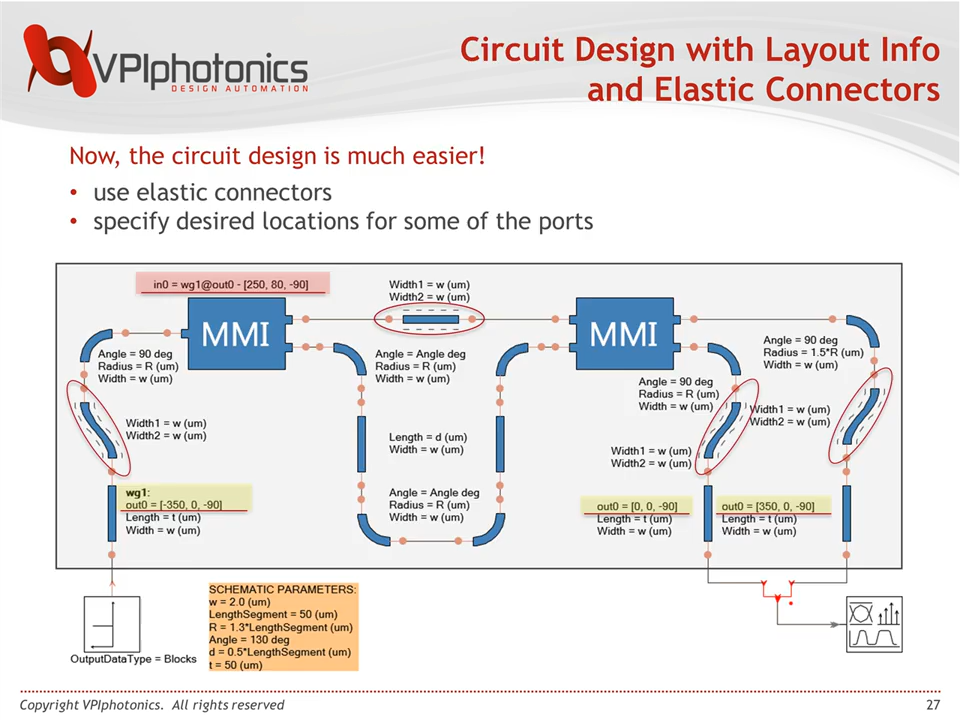 VPIphotonics
DESIGN AUTOMATION
Circuit Design with Layout Info
and Elastic Connectors
Now, the circuit design is much easier!
• use elastic connectors
• specify desired locations for some of the ports
in0 = wg1@out0 - [250, 80, -90]
Width1 = w (um)
Width2 = w (um)
MMI
MMI
Angle = 90 deg
Radius = R (um)
Width = w (um)
Angle = Angle deg
Radius = R (um)
Width = w (um)
Angle = 90 deg
Radius = R (um)
Width = w (um)
Angle = 90 deg
Radius = 1.5*R (um)
Width = w (um)
Width1 = w (um)
Width2 = w (um)
Length = d (um)
Width = w (um)
Width1 = w (um)
Width2 = w (um)
Width1 = w (um)
Width2 = w (um)
wg1:
out0 = [-350, 0, -90]
Length = t (um)
Width = w (um)
Angle = Angle deg
Radius = R (um)
Width = w (um)
out0 = [0, 0, -90]
Length = t (um)
Width = w (um)
out0 = [350, 0, -90]
Length = t (um)
Width = w (um)
OutputDataType = Blocks
SCHEMATIC PARAMETERS:
w = 2.0 (um)
LengthSegment = 50 (um)
R = 1.3*LengthSegment (um)
Angle = 130 deg
d = 0.5*LengthSegment (um)
t = 50 (um)
Copyright VPIphotonics. All rights reserved
27